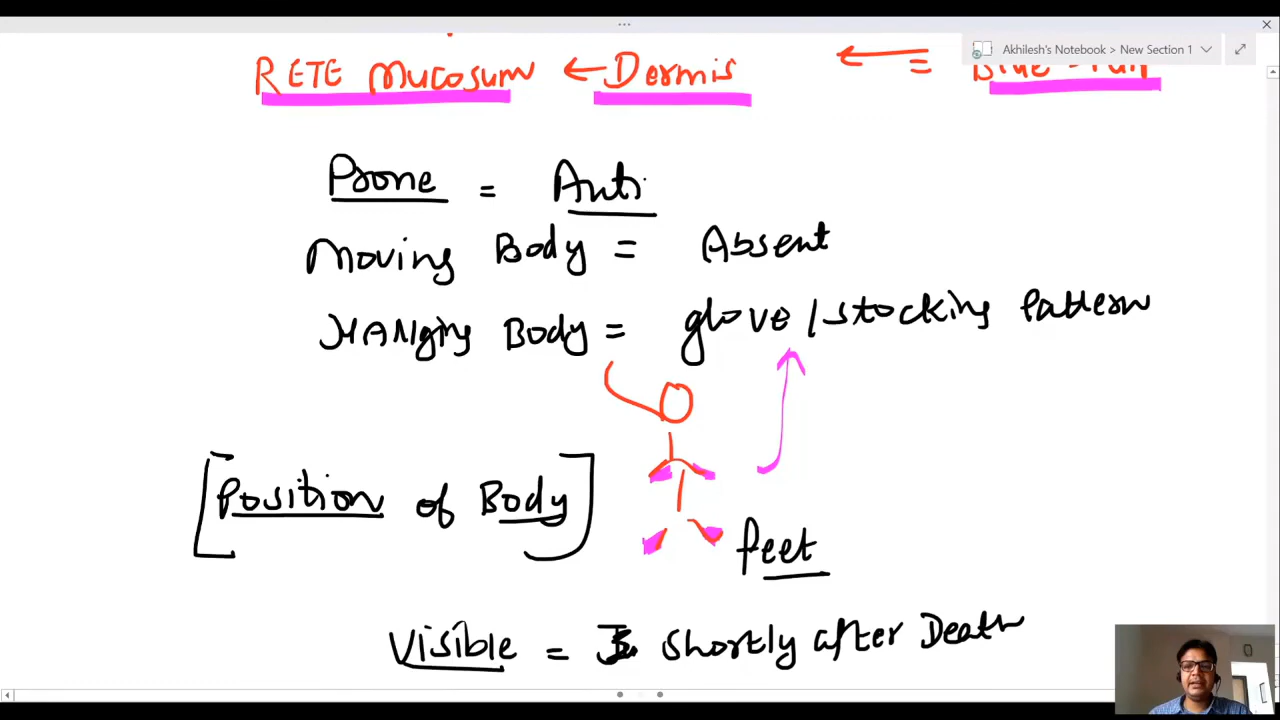 Akhilesh's Notebook > New Section 1
RETE Mucosum ← Dermis ← =
Prone = Anti
Moving Body = Absent
HANging Body = glove / stocking Pattern
[Position of Body]
feet
Visible = shortly after Death